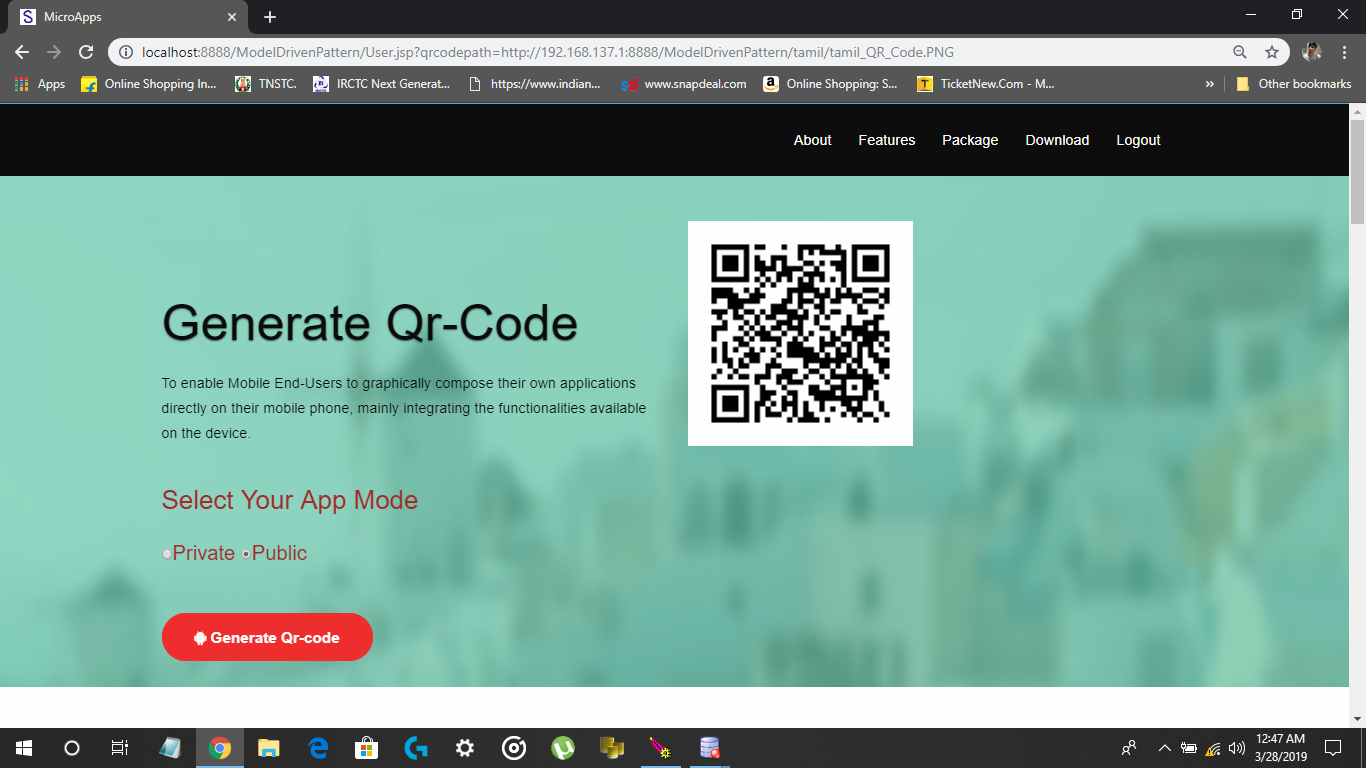 MicroApps
localhost:8888/ModelDrivenPattern/User.jsp?qrcodepath=http://192.168.137.1:8888/ModelDrivenPattern/tamil/tamil_QR_Code.PNG
Apps Online Shopping In... TNSTC. IRCTC Next Generat... https://www.indian... sd www.snapdeal.com a Online Shopping: S... T TicketNew.Com - M... » Other bookmarks
About Features Package Download Logout
Generate Qr-Code
To enable Mobile End-Users to graphically compose their own applications
directly on their mobile phone, mainly integrating the functionalities available
on the device.
Select Your App Mode
Private Public
Generate Qr-code
12:47 AM
3/28/2019